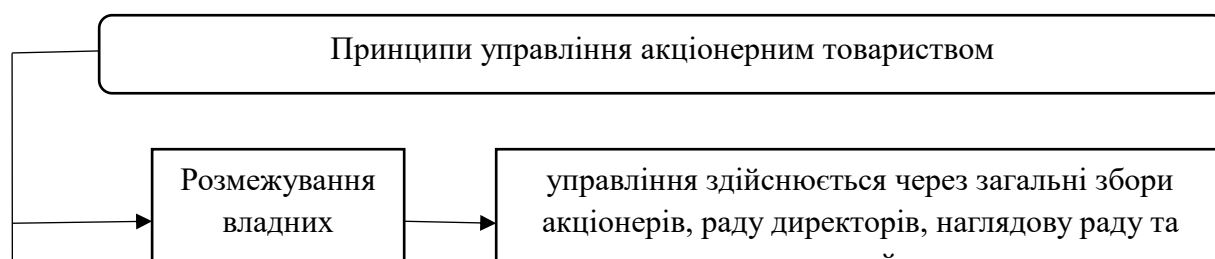 Принципи управління акціонерним товариством
Розмежування
владних
управління здійснюється через загальні збори
акціонерів, раду директорів, наглядову раду та